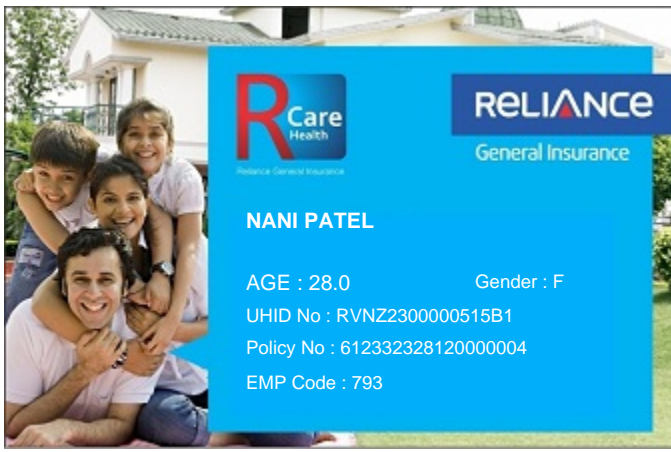 R Care
Health
Reliance General Insurance
RELIANCE
General Insurance
NANI PATEL
AGE : 28.0 Gender : F
UHID No : RVNZ2300000515B1
Policy No : 612332328120000004
EMP Code : 793